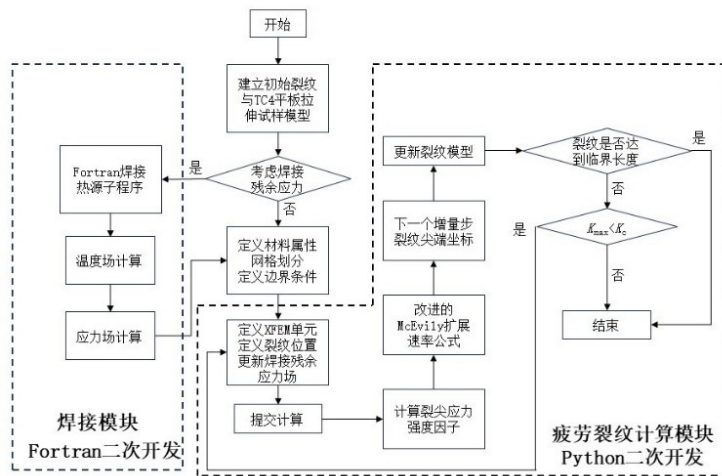 开始
建立初始裂纹
与TC4平板拉
伸试样模型
考虑焊接
残余应力
是
否
Fortran焊接
热源子程序
温度场计算
应力场计算
焊接模块
Fortran二次开发
定义材料属性
网格划分
定义边界条件
定义XFEM单元
定义裂纹位置
更新焊接残余
应力场
提交计算
计算裂尖应力
强度因子
改进的
McEvily扩展
速率公式
下一个增量步
裂纹尖端坐标
更新裂纹模型
裂纹是否达
到临界长度
是
否
Kmax<Kc
是
否
结束
疲劳裂纹计算模块
Python二次开发